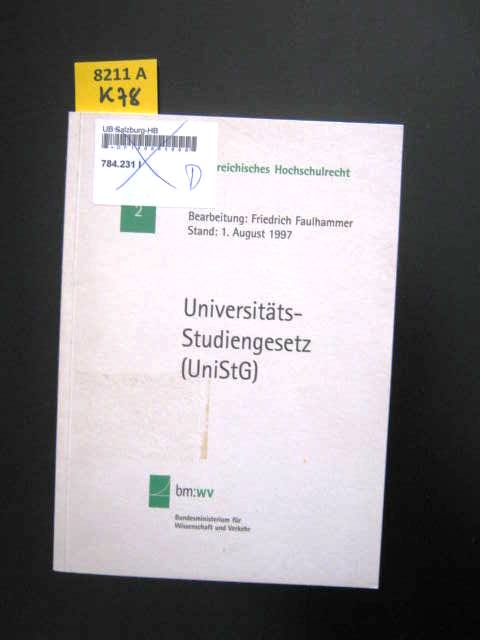 8211 A
K78
UB Salzburg-HB
784.231 I
D
reichisches Hochschulrecht
2
Bearbeitung: Friedrich Faulhammer
Stand: 1. August 1997
Universitäts-
Studiengesetz
(UniStG)
bm:wv
Bundesministerium für
Wissenschaft und Verkehr